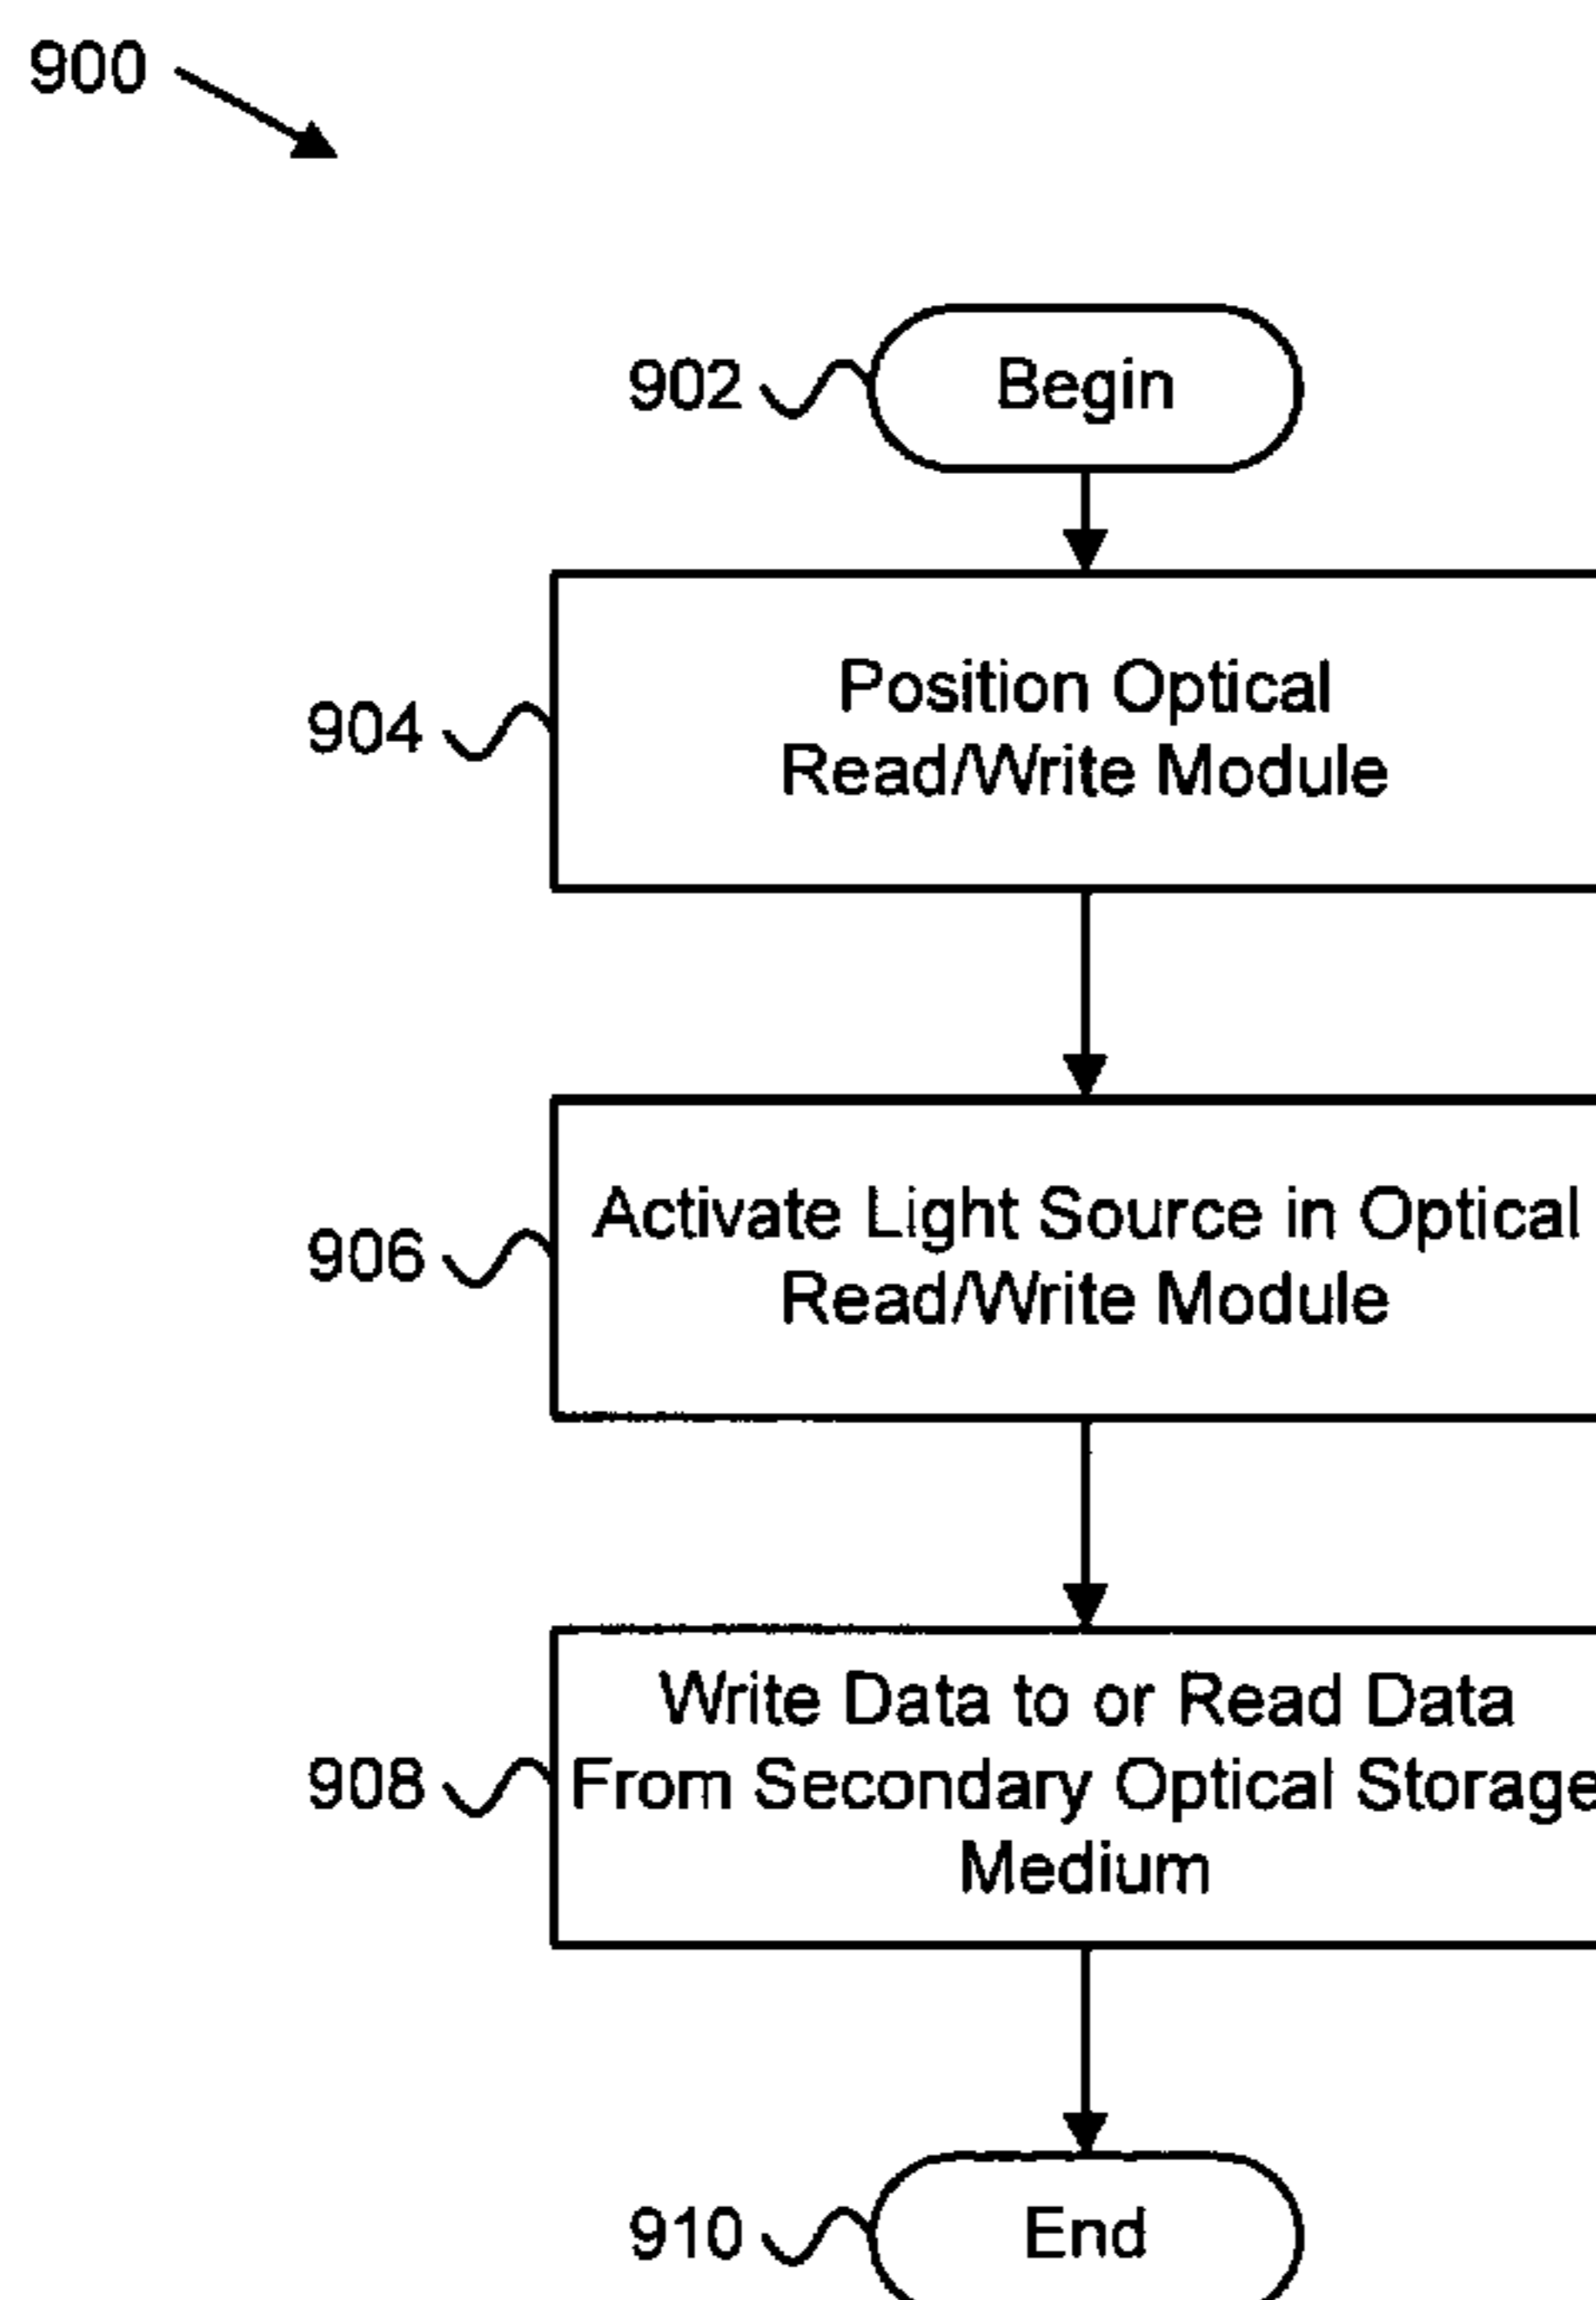 900
902
Begin
904
Position Optical
Read/Write Module
906
Activate Light Source in Optical
Read/Write Module
908
Write Data to or Read Data
From Secondary Optical Storage
Medium
910
End